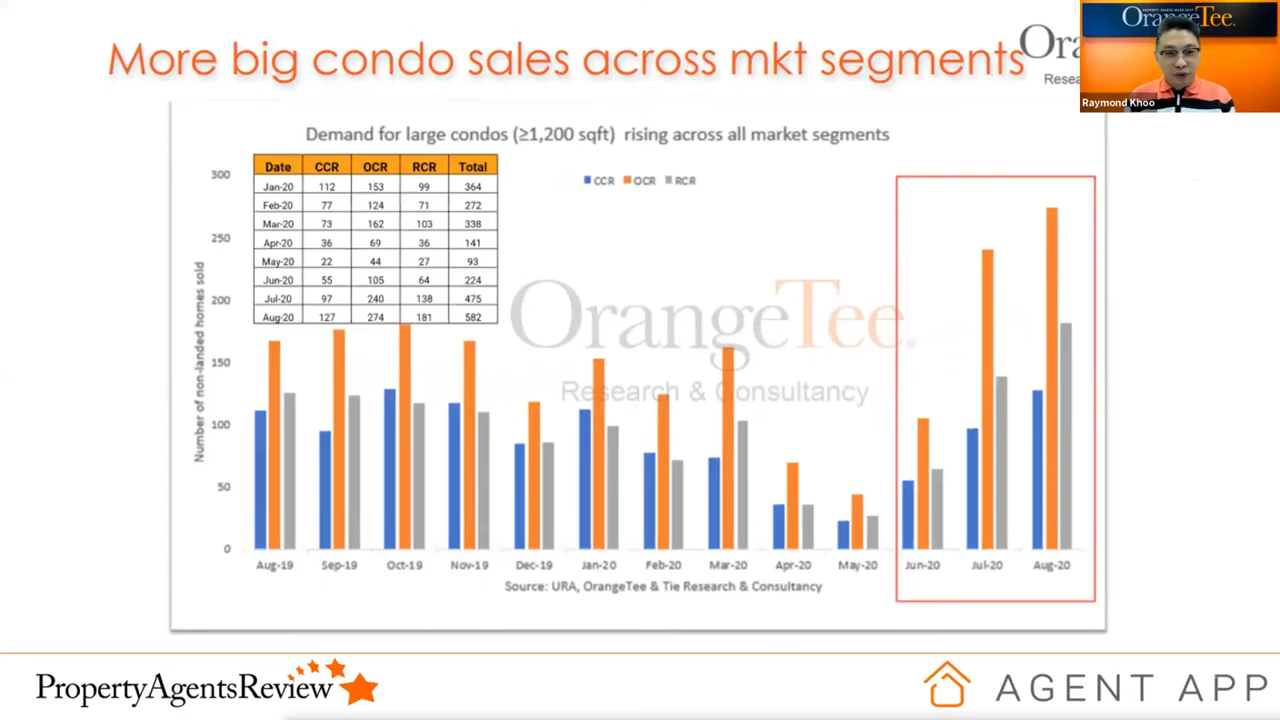 More big condo sales across mkt segments
OrangeTee
Raymond Khoo
Demand for large condos (≥1,200 sqft) rising across all market segments
CCR OCR RCR
Date CCR OCR RCR Total
Jan-20 112 153 99 364
Feb-20 77 124 71 272
Mar-20 73 162 103 338
Apr-20 36 69 36 141
May-20 22 44 27 93
Jun-20 55 105 64 224
Jul-20 97 240 138 475
Aug-20 127 274 181 582
Number of non-landed homes sold
300
250
200
150
100
50
0
OrangeTee
Research & Consultancy
Aug-19 Sep-19 Oct-19 Nov-19 Dec-19 Jan-20 Feb-20 Mar-20 Apr-20 May-20 Jun-20 Jul-20 Aug-20
Source: URA, OrangeTee & Tie Research & Consultancy
PropertyAgentsReview
AGENT APP